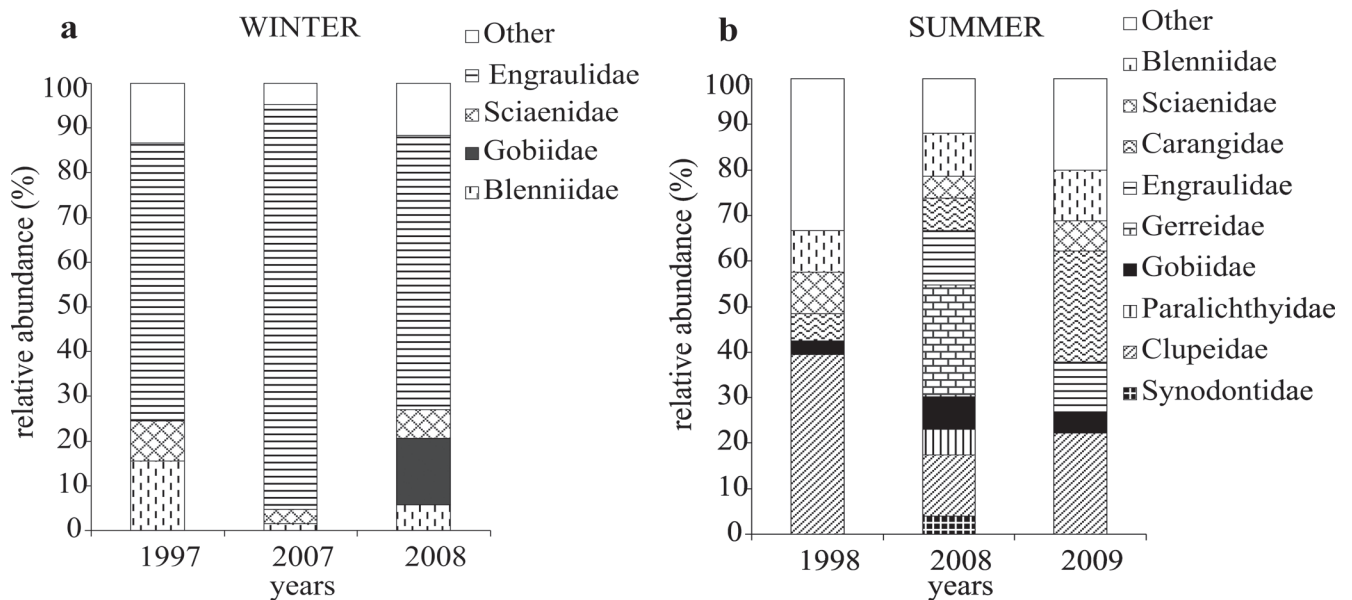 a
WINTER
Other
Engraulidae
Sciaenidae
Gobiidae
Blenniidae
relative abundance (%)
100
90
80
70
60
50
40
30
20
10
0
1997 2007 2008
years
b
SUMMER
Other
Blenniidae
Sciaenidae
Carangidae
Engraulidae
Gerreidae
Gobiidae
Paralichthyidae
Clupeidae
Synodontidae
relative abundance (%)
100
90
80
70
60
50
40
30
20
10
0
1998 2008 2009
years